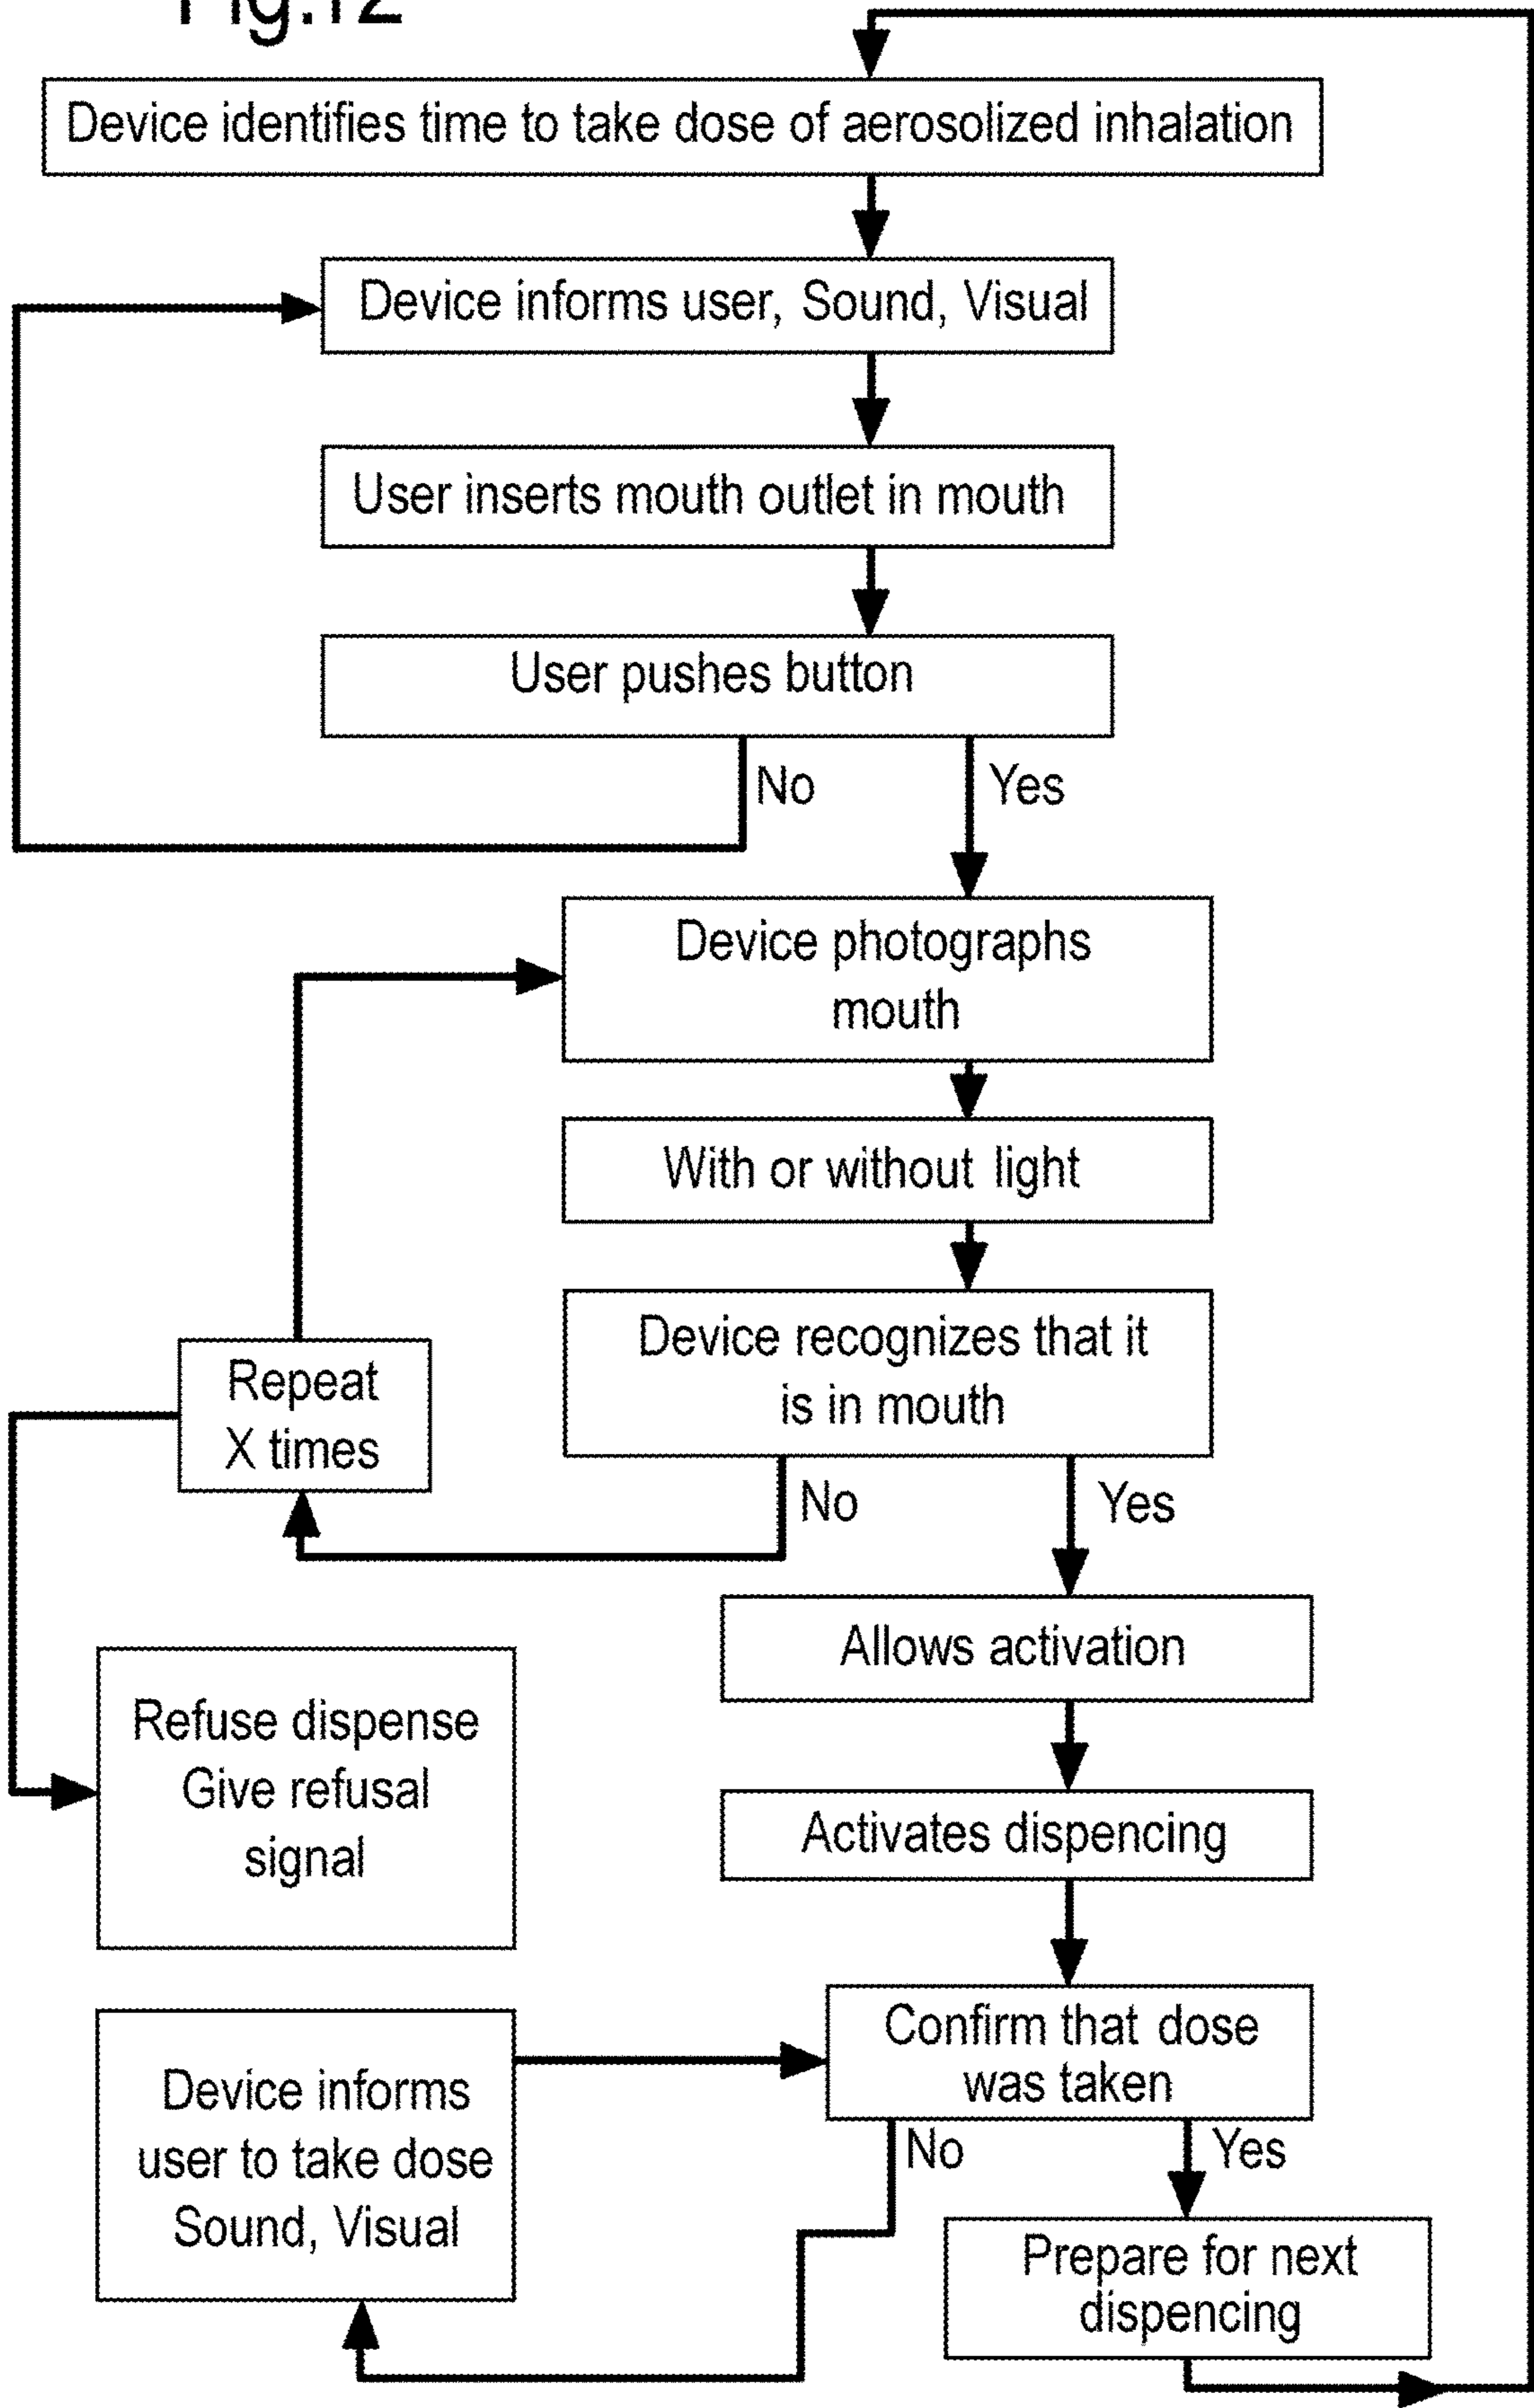 Fig.12
Device identifies time to take dose of aerosolized inhalation
Device informs user, Sound, Visual
User inserts mouth outlet in mouth
User pushes button
No
Yes
Device photographs
mouth
With or without light
Device recognizes that it
is in mouth
Repeat
X times
No
Yes
Allows activation
Refuse dispense
Give refusal
signal
Activates dispencing
Confirm that dose
was taken
Device informs
user to take dose
Sound, Visual
No
Yes
Prepare for next
dispencing